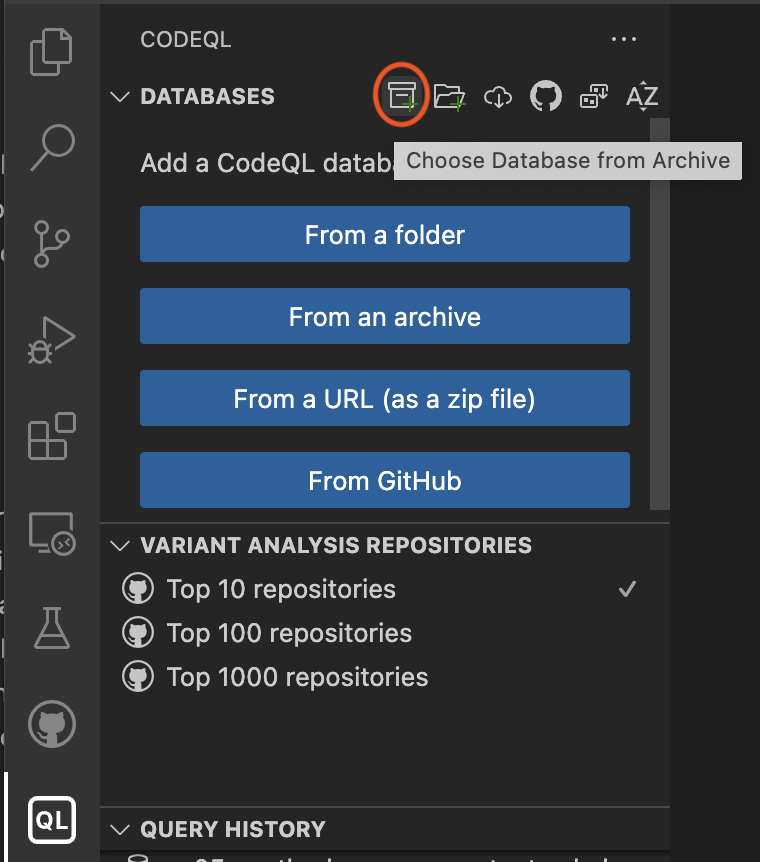 CODEQL
DATABASES
AZ
Add a CodeQL datab
Choose Database from Archive
From a folder
From an archive
From a URL (as a zip file)
From GitHub
VARIANT ANALYSIS REPOSITORIES
Top 10 repositories
Top 100 repositories
Top 1000 repositories
QL
QUERY HISTORY